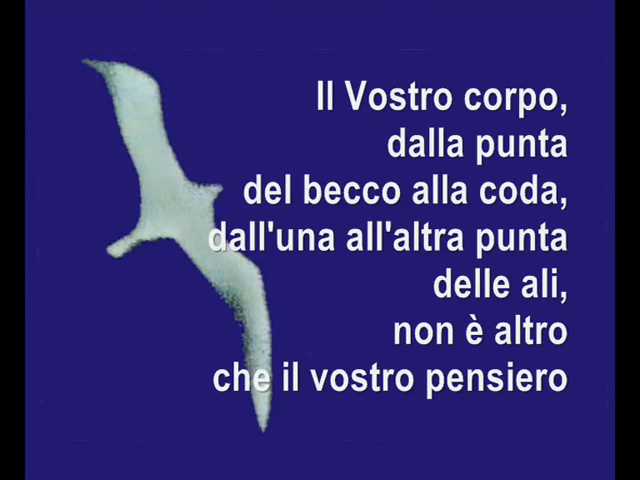 Il Vostro corpo,
dalla punta
del becco alla coda,
dall'una all'altra punta
delle ali,
non è altro
che il vostro pensiero